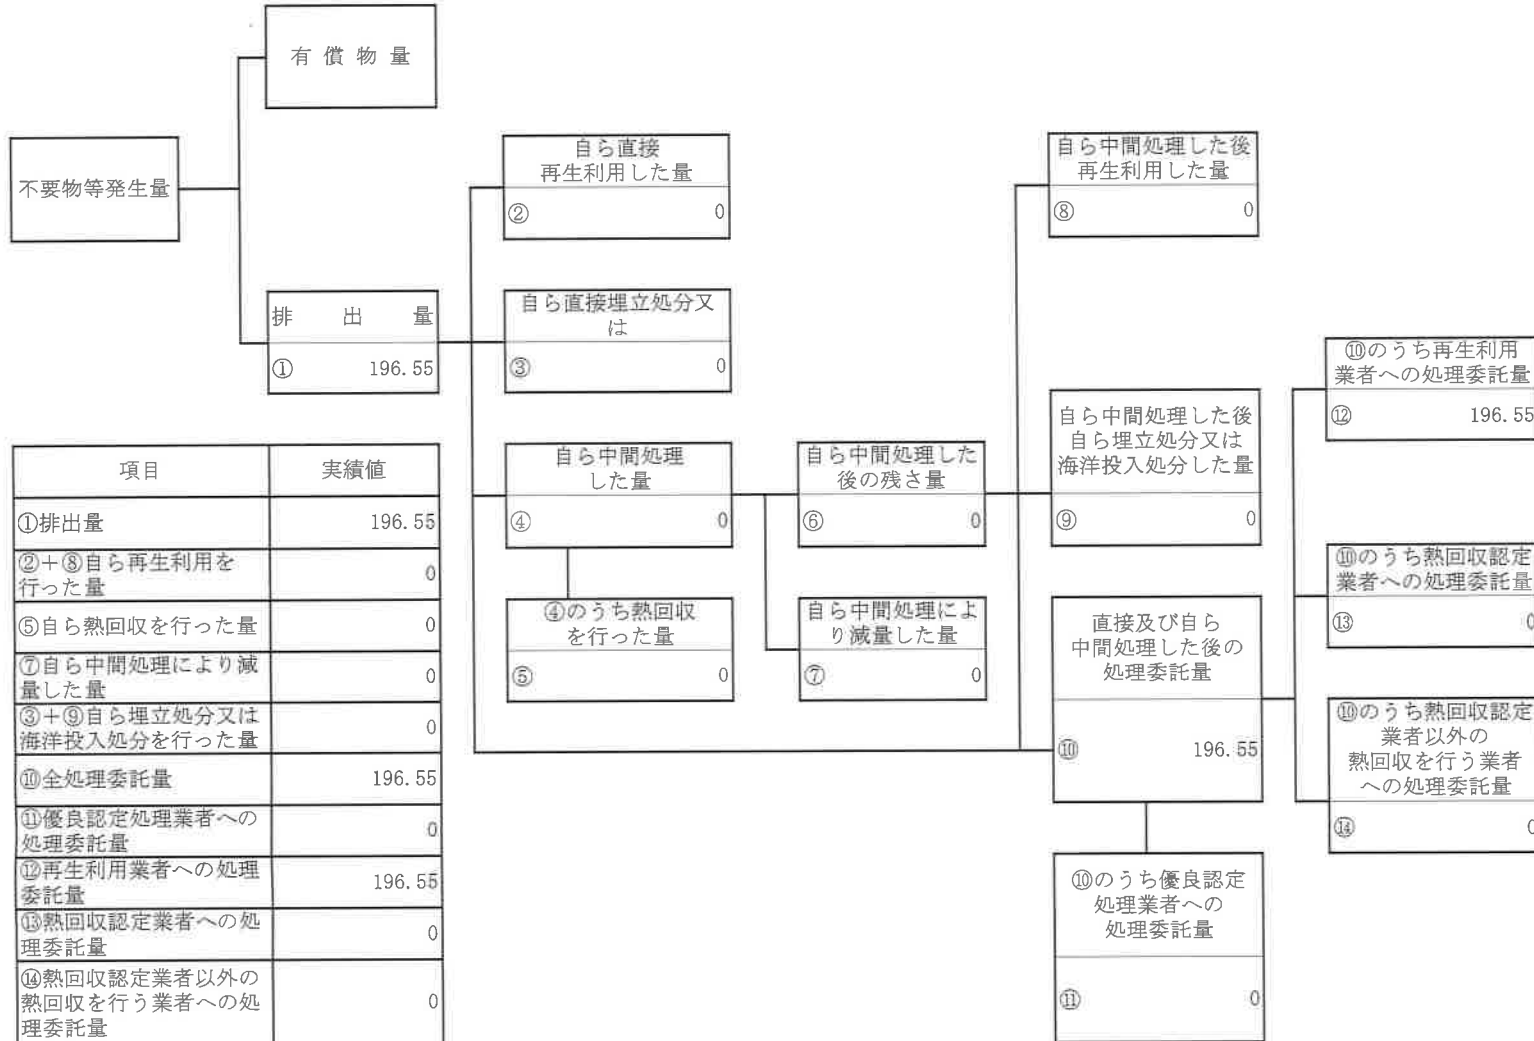 有 償 物 量
不要物等発生量
排 出 量
① 196.55
自ら直接
再生利用した量
② 0
自ら直接埋立処分又
は
③ 0
自ら中間処理
した量
④ 0
④のうち熱回収
を行った量
⑤ 0
自ら中間処理した
後の残さ量
⑥ 0
自ら中間処理によ
り減量した量
⑦ 0
自ら中間処理した後
再生利用した量
⑧ 0
自ら中間処理した後
自ら埋立処分又は
海洋投入処分した量
⑨ 0
直接及び自ら
中間処理した後の
処理委託量
⑩ 196.55
⑩のうち優良認定
処理業者への
処理委託量
⑪ 0
⑩のうち再生利用
業者への処理委託量
⑫ 196.55
⑩のうち熱回収認定
業者への処理委託量
⑬ 0
⑩のうち熱回収認定
業者以外の
熱回収を行う業者
への処理委託量
⑭ 0
項目 実績値
①排出量 196.55
②+⑧自ら再生利用を
行った量 0
⑤自ら熱回収を行った量 0
⑦自ら中間処理により減
量した量 0
③+⑨自ら埋立処分又は
海洋投入処分を行った量 0
⑩全処理委託量 196.55
⑪優良認定処理業者への
処理委託量 0
⑫再生利用業者への処理
委託量 196.55
⑬熱回収認定業者への処
理委託量 0
⑭熱回収認定業者以外の
熱回収を行う業者への処
理委託量 0